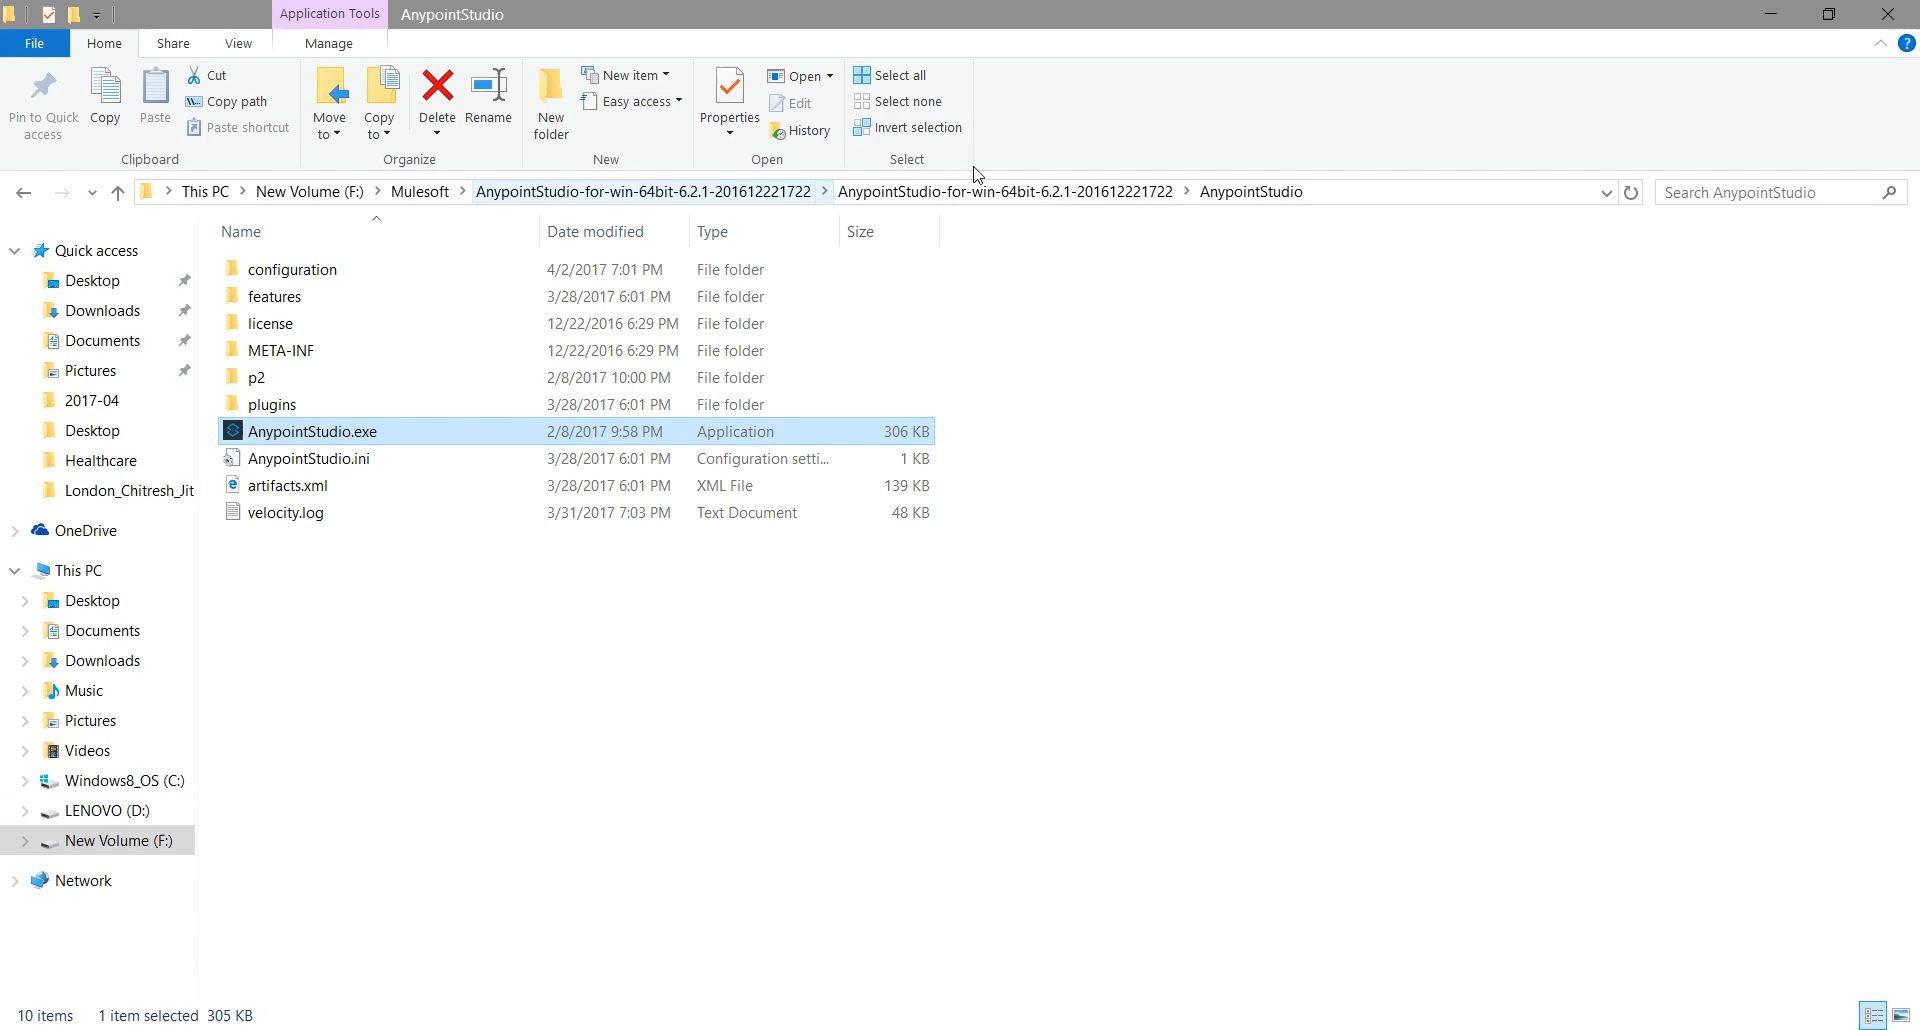 Application Tools AnypointStudio
File Home Share View Manage
Pin to Quick access
Copy
Paste
Cut
Copy path
Paste shortcut
Clipboard
Move to
Copy to
Delete
Rename
Organize
New folder
New item
Easy access
New
Properties
Open
Edit
History
Open
Select all
Select none
Invert selection
Select
This PC New Volume (F:) Mulesoft AnypointStudio-for-win-64bit-6.2.1-201612221722 AnypointStudio-for-win-64bit-6.2.1-201612221722 AnypointStudio
Search AnypointStudio
Quick access
Desktop
Downloads
Documents
Pictures
2017-04
Desktop
Healthcare
London_Chitresh_Jit
OneDrive
This PC
Desktop
Documents
Downloads
Music
Pictures
Videos
Windows8_OS (C:)
LENOVO (D:)
New Volume (F:)
Network
Name Date modified Type Size
configuration 4/2/2017 7:01 PM File folder
features 3/28/2017 6:01 PM File folder
license 12/22/2016 6:29 PM File folder
META-INF 12/22/2016 6:29 PM File folder
p2 2/8/2017 10:00 PM File folder
plugins 3/28/2017 6:01 PM File folder
AnypointStudio.exe 2/8/2017 9:58 PM Application 306 KB
AnypointStudio.ini 3/28/2017 6:01 PM Configuration setti... 1 KB
artifacts.xml 3/28/2017 6:01 PM XML File 139 KB
velocity.log 3/31/2017 7:03 PM Text Document 48 KB
10 items 1 item selected 305 KB